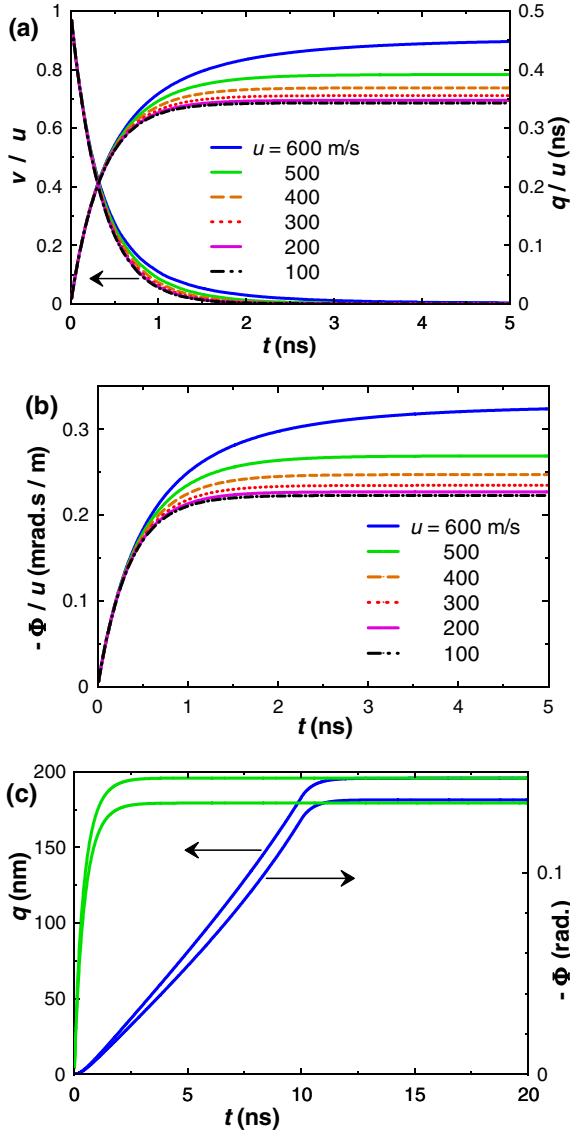 (a)
1
0.8
0.6
0.4
0.2
0
v / u
0.5
0.4
0.3
0.2
0.1
0
q / u (ns)
u = 600 m/s
500
400
300
200
100
0 1 2 3 4 5
t (ns)
(b)
0.3
0.2
0.1
0
- Φ / u (mrad.s / m)
u = 600 m/s
500
400
300
200
100
0 1 2 3 4 5
t (ns)
(c)
200
150
100
50
0
q (nm)
0.1
0
- Φ (rad.)
0 5 10 15 20
t (ns)